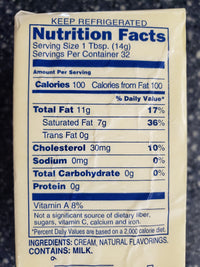 KEEP REFRIGERATED
Nutrition Facts
Serving Size 1 Tbsp. (14g)
Servings Per Container 32
Amount Per Serving
Calories 100 Calories from Fat 100
% Daily Value*
Total Fat 11g 17%
Saturated Fat 7g 36%
Trans Fat 0g
Cholesterol 30mg 10%
Sodium 0mg 0%
Total Carbohydrate 0g 0%
Protein 0g
Vitamin A 8%
Not a significant source of dietary fiber,
sugars, vitamin C, calcium and iron.
*Percent Daily Values are based on a 2,000 calorie diet.
INGREDIENTS: CREAM, NATURAL FLAVORINGS.
CONTAINS: MILK.